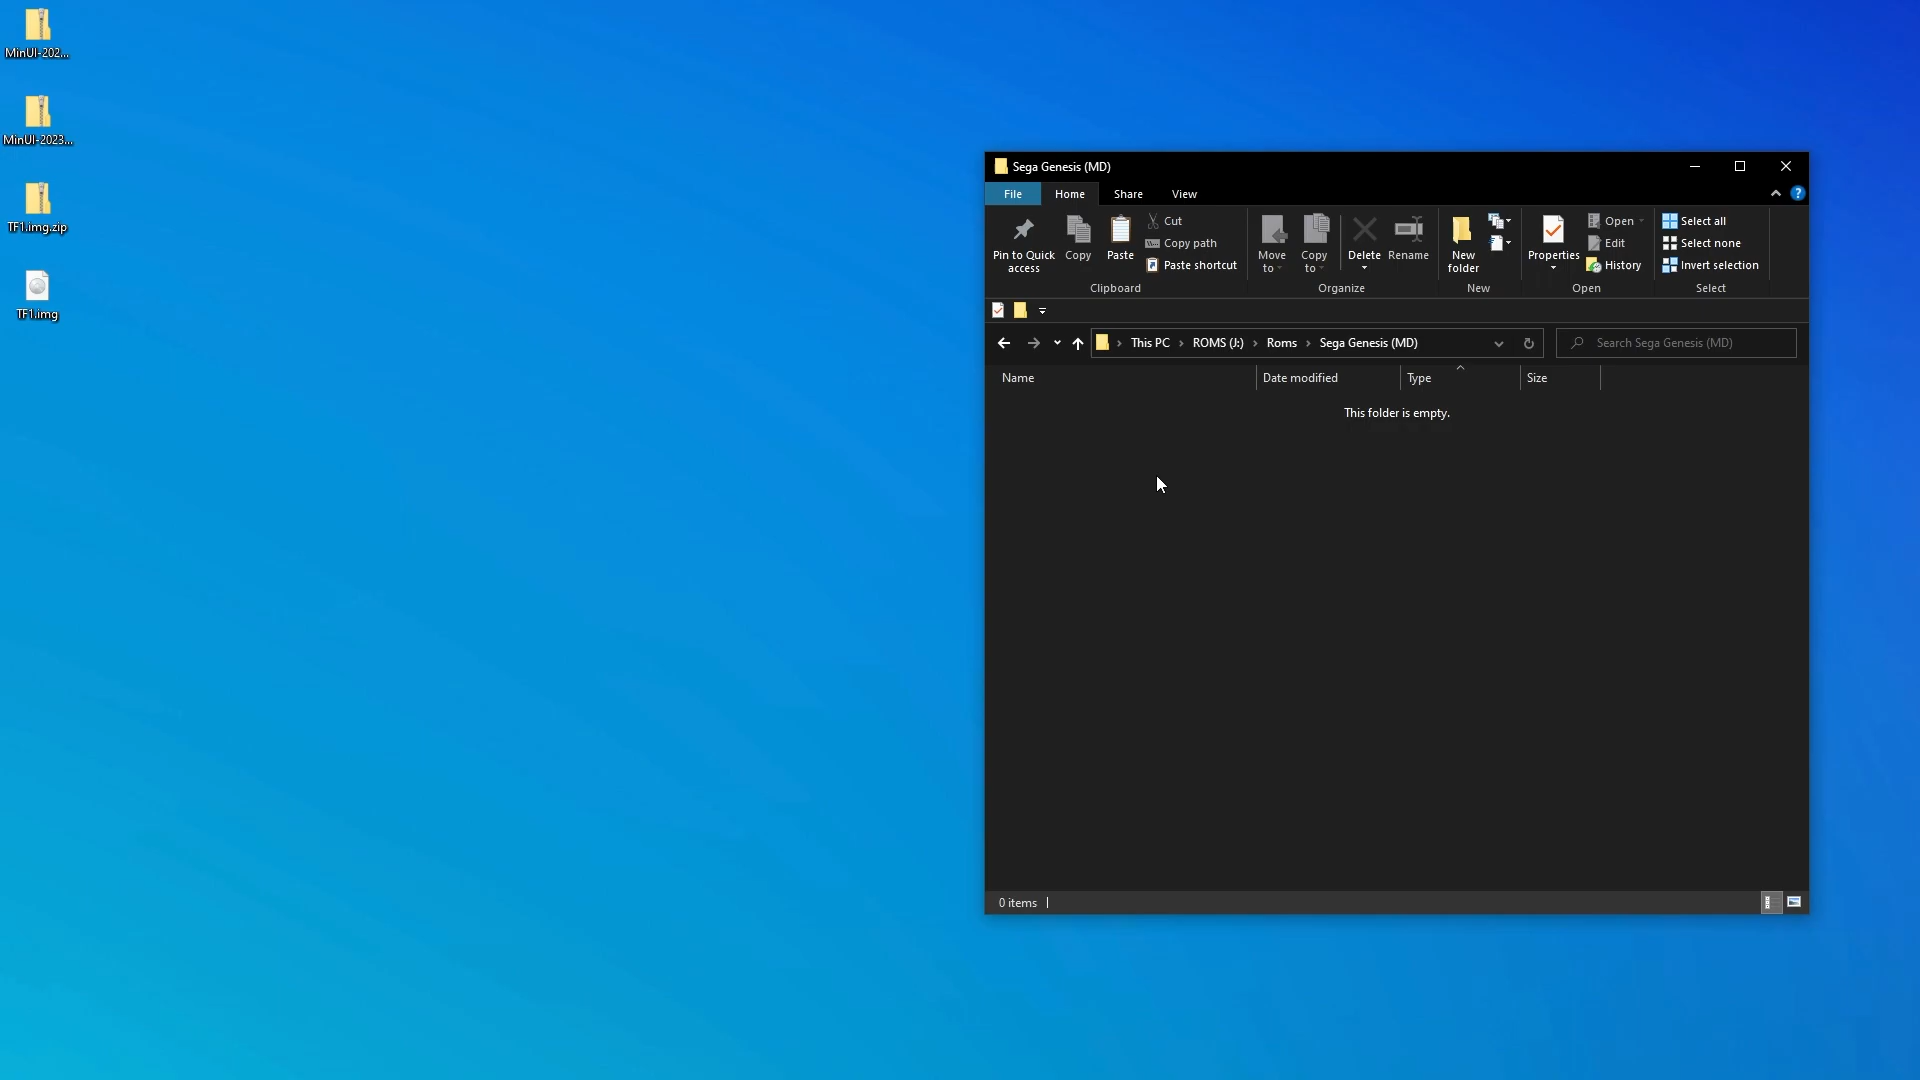 MinUI-202...
MinUI-2023...
TF1.img.zip
TF1.img
Sega Genesis (MD)
File Home Share View
Pin to Quick access
Copy
Paste
Cut
Copy path
Paste shortcut
Clipboard
Move to
Copy to
Delete
Rename
Organize
New folder
New
Properties
Open
Edit
History
Open
Select all
Select none
Invert selection
Select
This PC ROMS (J:) Roms Sega Genesis (MD)
Search Sega Genesis (MD)
Name Date modified Type Size
This folder is empty.
0 items